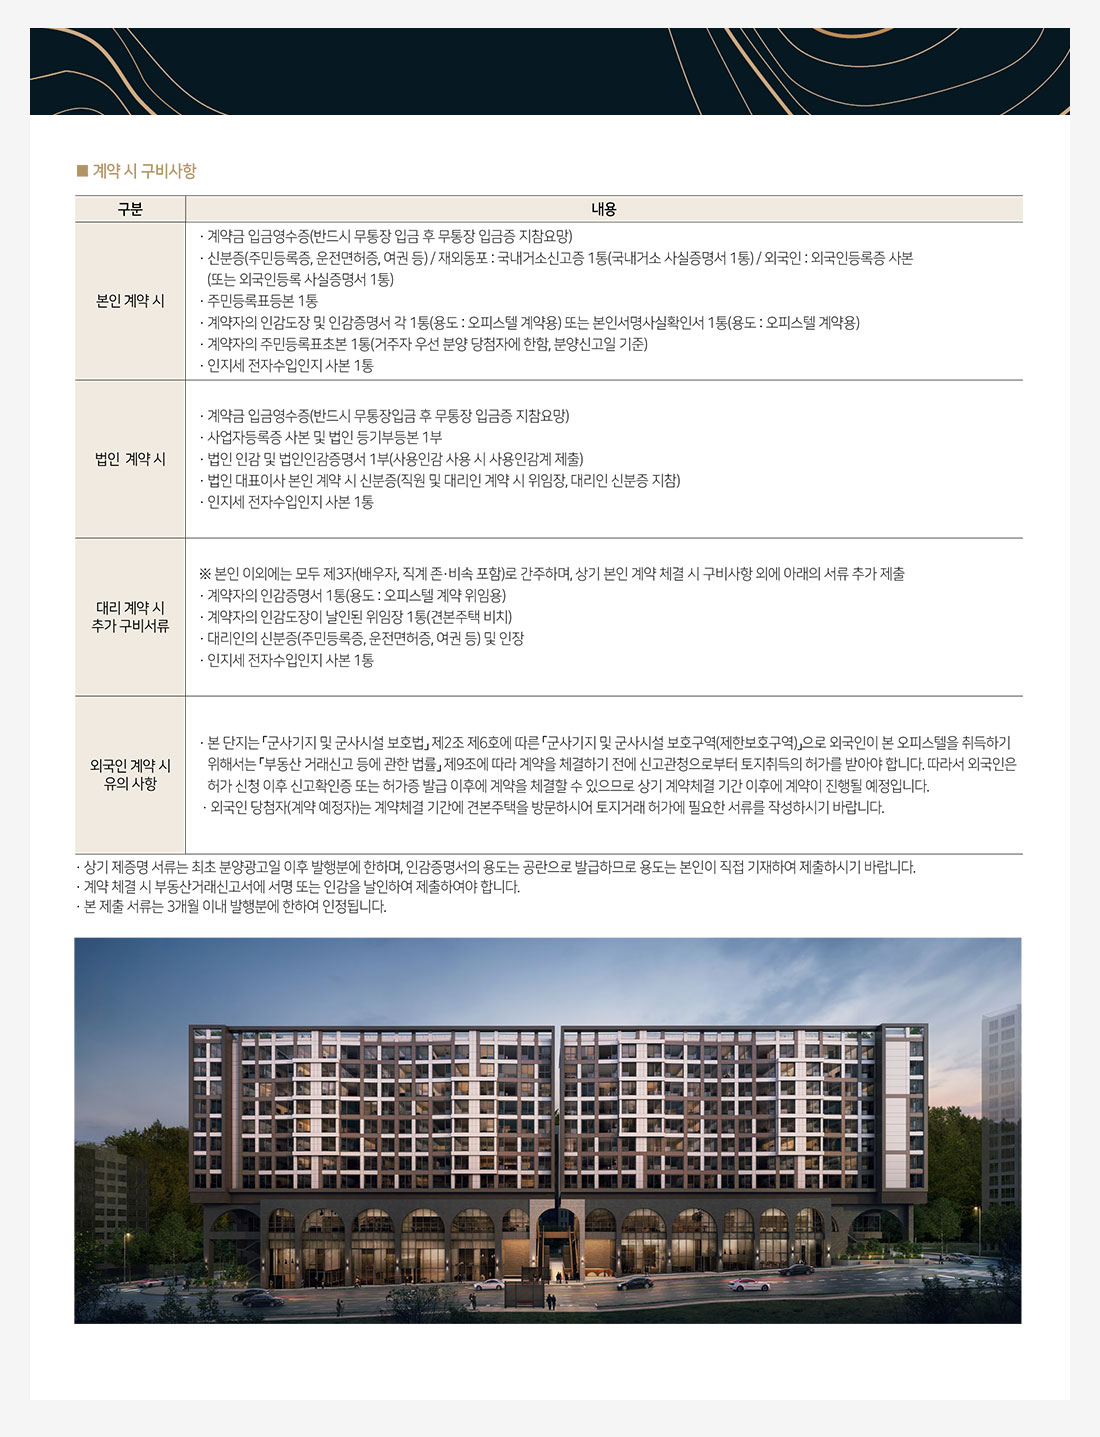 ■ 계약 시 구비사항
구분
내용
본인 계약 시
· 계약금 입금영수증(반드시 무통장 입금 후 무통장 입금증 지참요망)
· 신분증(주민등록증, 운전면허증, 여권 등) / 재외동포 : 국내거소신고증 1통(국내거소 사실증명서 1통) / 외국인 : 외국인등록증 사본
(또는 외국인등록 사실증명서 1통)
· 주민등록표등본 1통
· 계약자의 인감도장 및 인감증명서 각 1통(용도 : 오피스텔 계약용) 또는 본인서명사실확인서 1통(용도 : 오피스텔 계약용)
· 계약자의 주민등록표초본 1통(거주자 우선 분양 당첨자에 한함, 분양신고일 기준)
· 인지세 전자수입인지 사본 1통
법인 계약 시
· 계약금 입금영수증(반드시 무통장입금 후 무통장 입금증 지참요망)
· 사업자등록증 사본 및 법인 등기부등본 1부
· 법인 인감 및 법인인감증명서 1부(사용인감 사용 시 사용인감계 제출)
· 법인 대표이사 본인 계약 시 신분증(직원 및 대리인 계약 시 위임장, 대리인 신분증 지참)
· 인지세 전자수입인지 사본 1통
대리 계약 시
추가 구비서류
※ 본인 이외에는 모두 제3자(배우자, 직계 존·비속 포함)로 간주하며, 상기 본인 계약 체결 시 구비사항 외에 아래의 서류 추가 제출
· 계약자의 인감증명서 1통(용도 : 오피스텔 계약 위임용)
· 계약자의 인감도장이 날인된 위임장 1통(견본주택 비치)
· 대리인의 신분증(주민등록증, 운전면허증, 여권 등) 및 인장
· 인지세 전자수입인지 사본 1통
외국인 계약 시
유의 사항
· 본 단지는 「군사기지 및 군사시설 보호법」 제2조 제6호에 따른 「군사기지 및 군사시설 보호구역(제한보호구역)」으로 외국인이 본 오피스텔을 취득하기
위해서는 「부동산 거래신고 등에 관한 법률」 제9조에 따라 계약을 체결하기 전에 신고관청으로부터 토지취득의 허가를 받아야 합니다. 따라서 외국인은
허가 신청 이후 신고확인증 또는 허가증 발급 이후에 계약을 체결할 수 있으므로 상기 계약체결 기간 이후에 계약이 진행될 예정입니다.
· 외국인 당첨자(계약 예정자)는 계약체결 기간에 견본주택을 방문하시어 토지거래 허가에 필요한 서류를 작성하시기 바랍니다.
· 상기 제증명 서류는 최초 분양광고일 이후 발행분에 한하며, 인감증명서의 용도는 공란으로 발급하므로 용도는 본인이 직접 기재하여 제출하시기 바랍니다.
· 계약 체결 시 부동산거래신고서에 서명 또는 인감을 날인하여 제출하여야 합니다.
· 본 제출 서류는 3개월 이내 발행분에 한하여 인정됩니다.